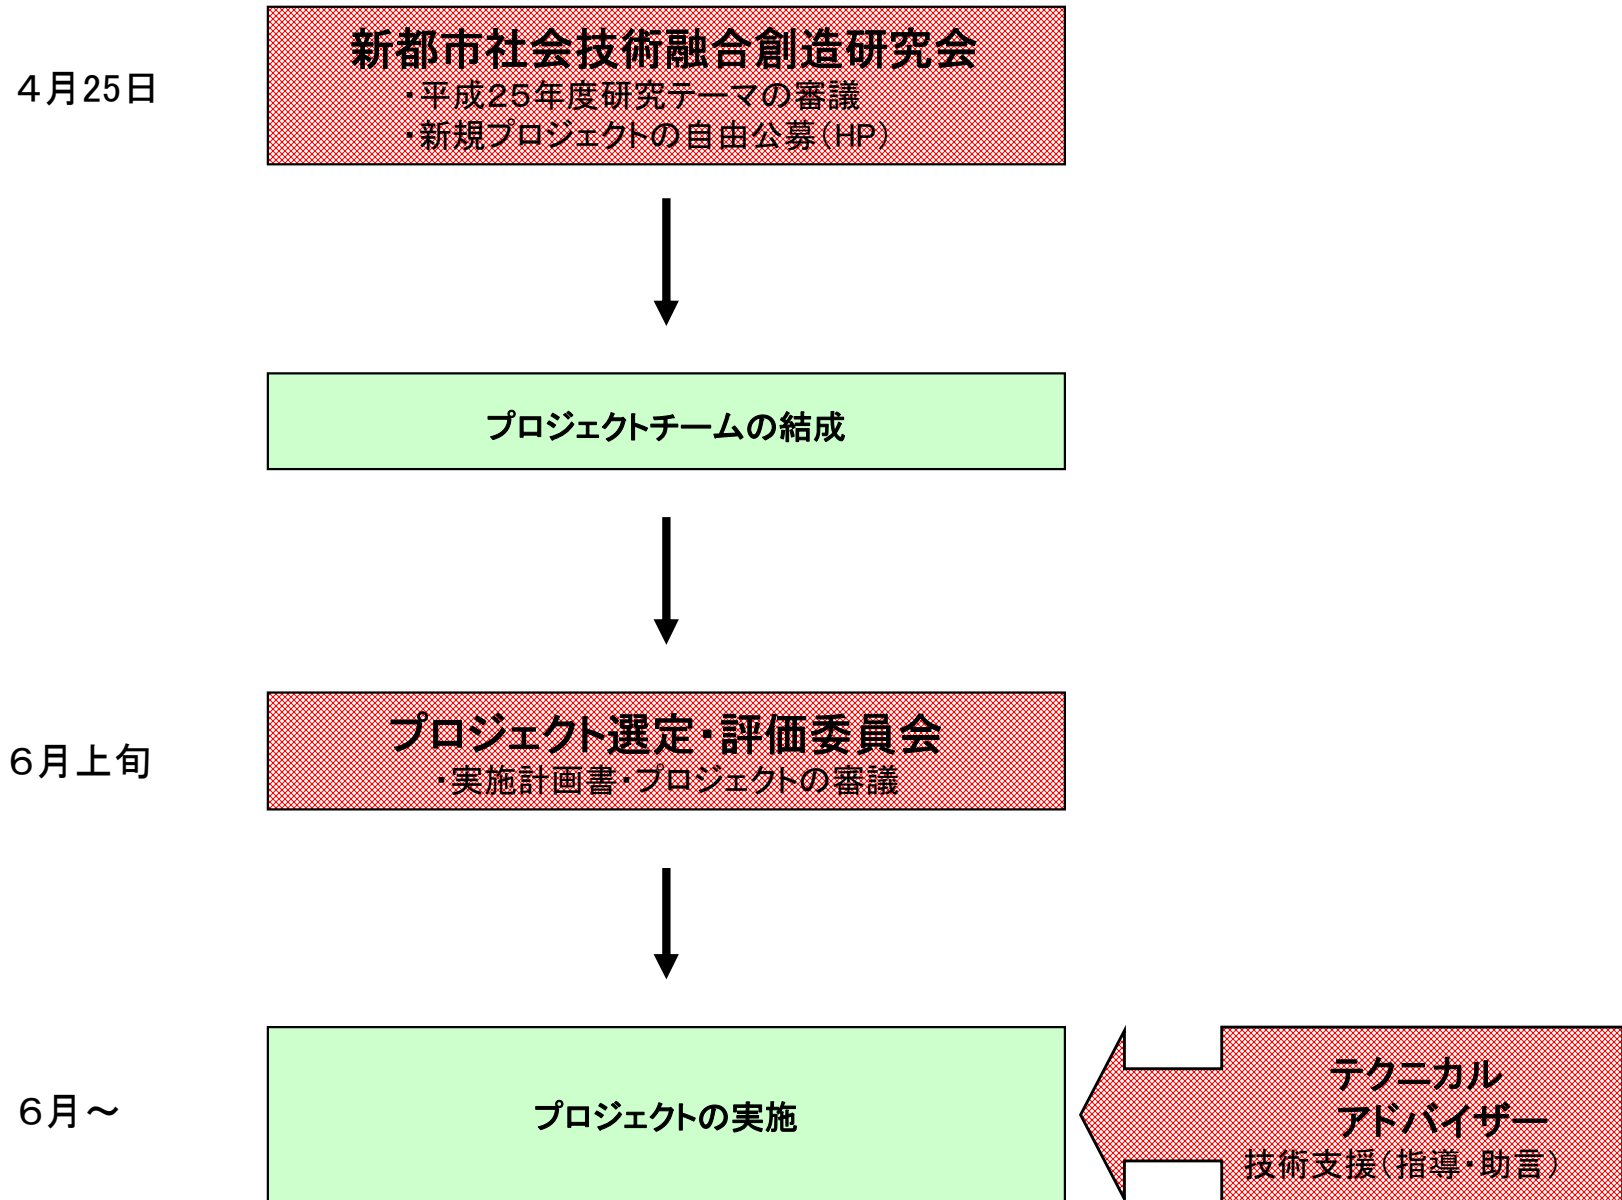 4月25日
新都市社会技術融合創造研究会
・平成25年度研究テーマの審議
・新規プロジェクトの自由公募(HP)
プロジェクトチームの結成
6月上旬
プロジェクト選定・評価委員会
・実施計画書・プロジェクトの審議
6月～
プロジェクトの実施
テクニカル
アドバイザー
技術支援(指導・助言)